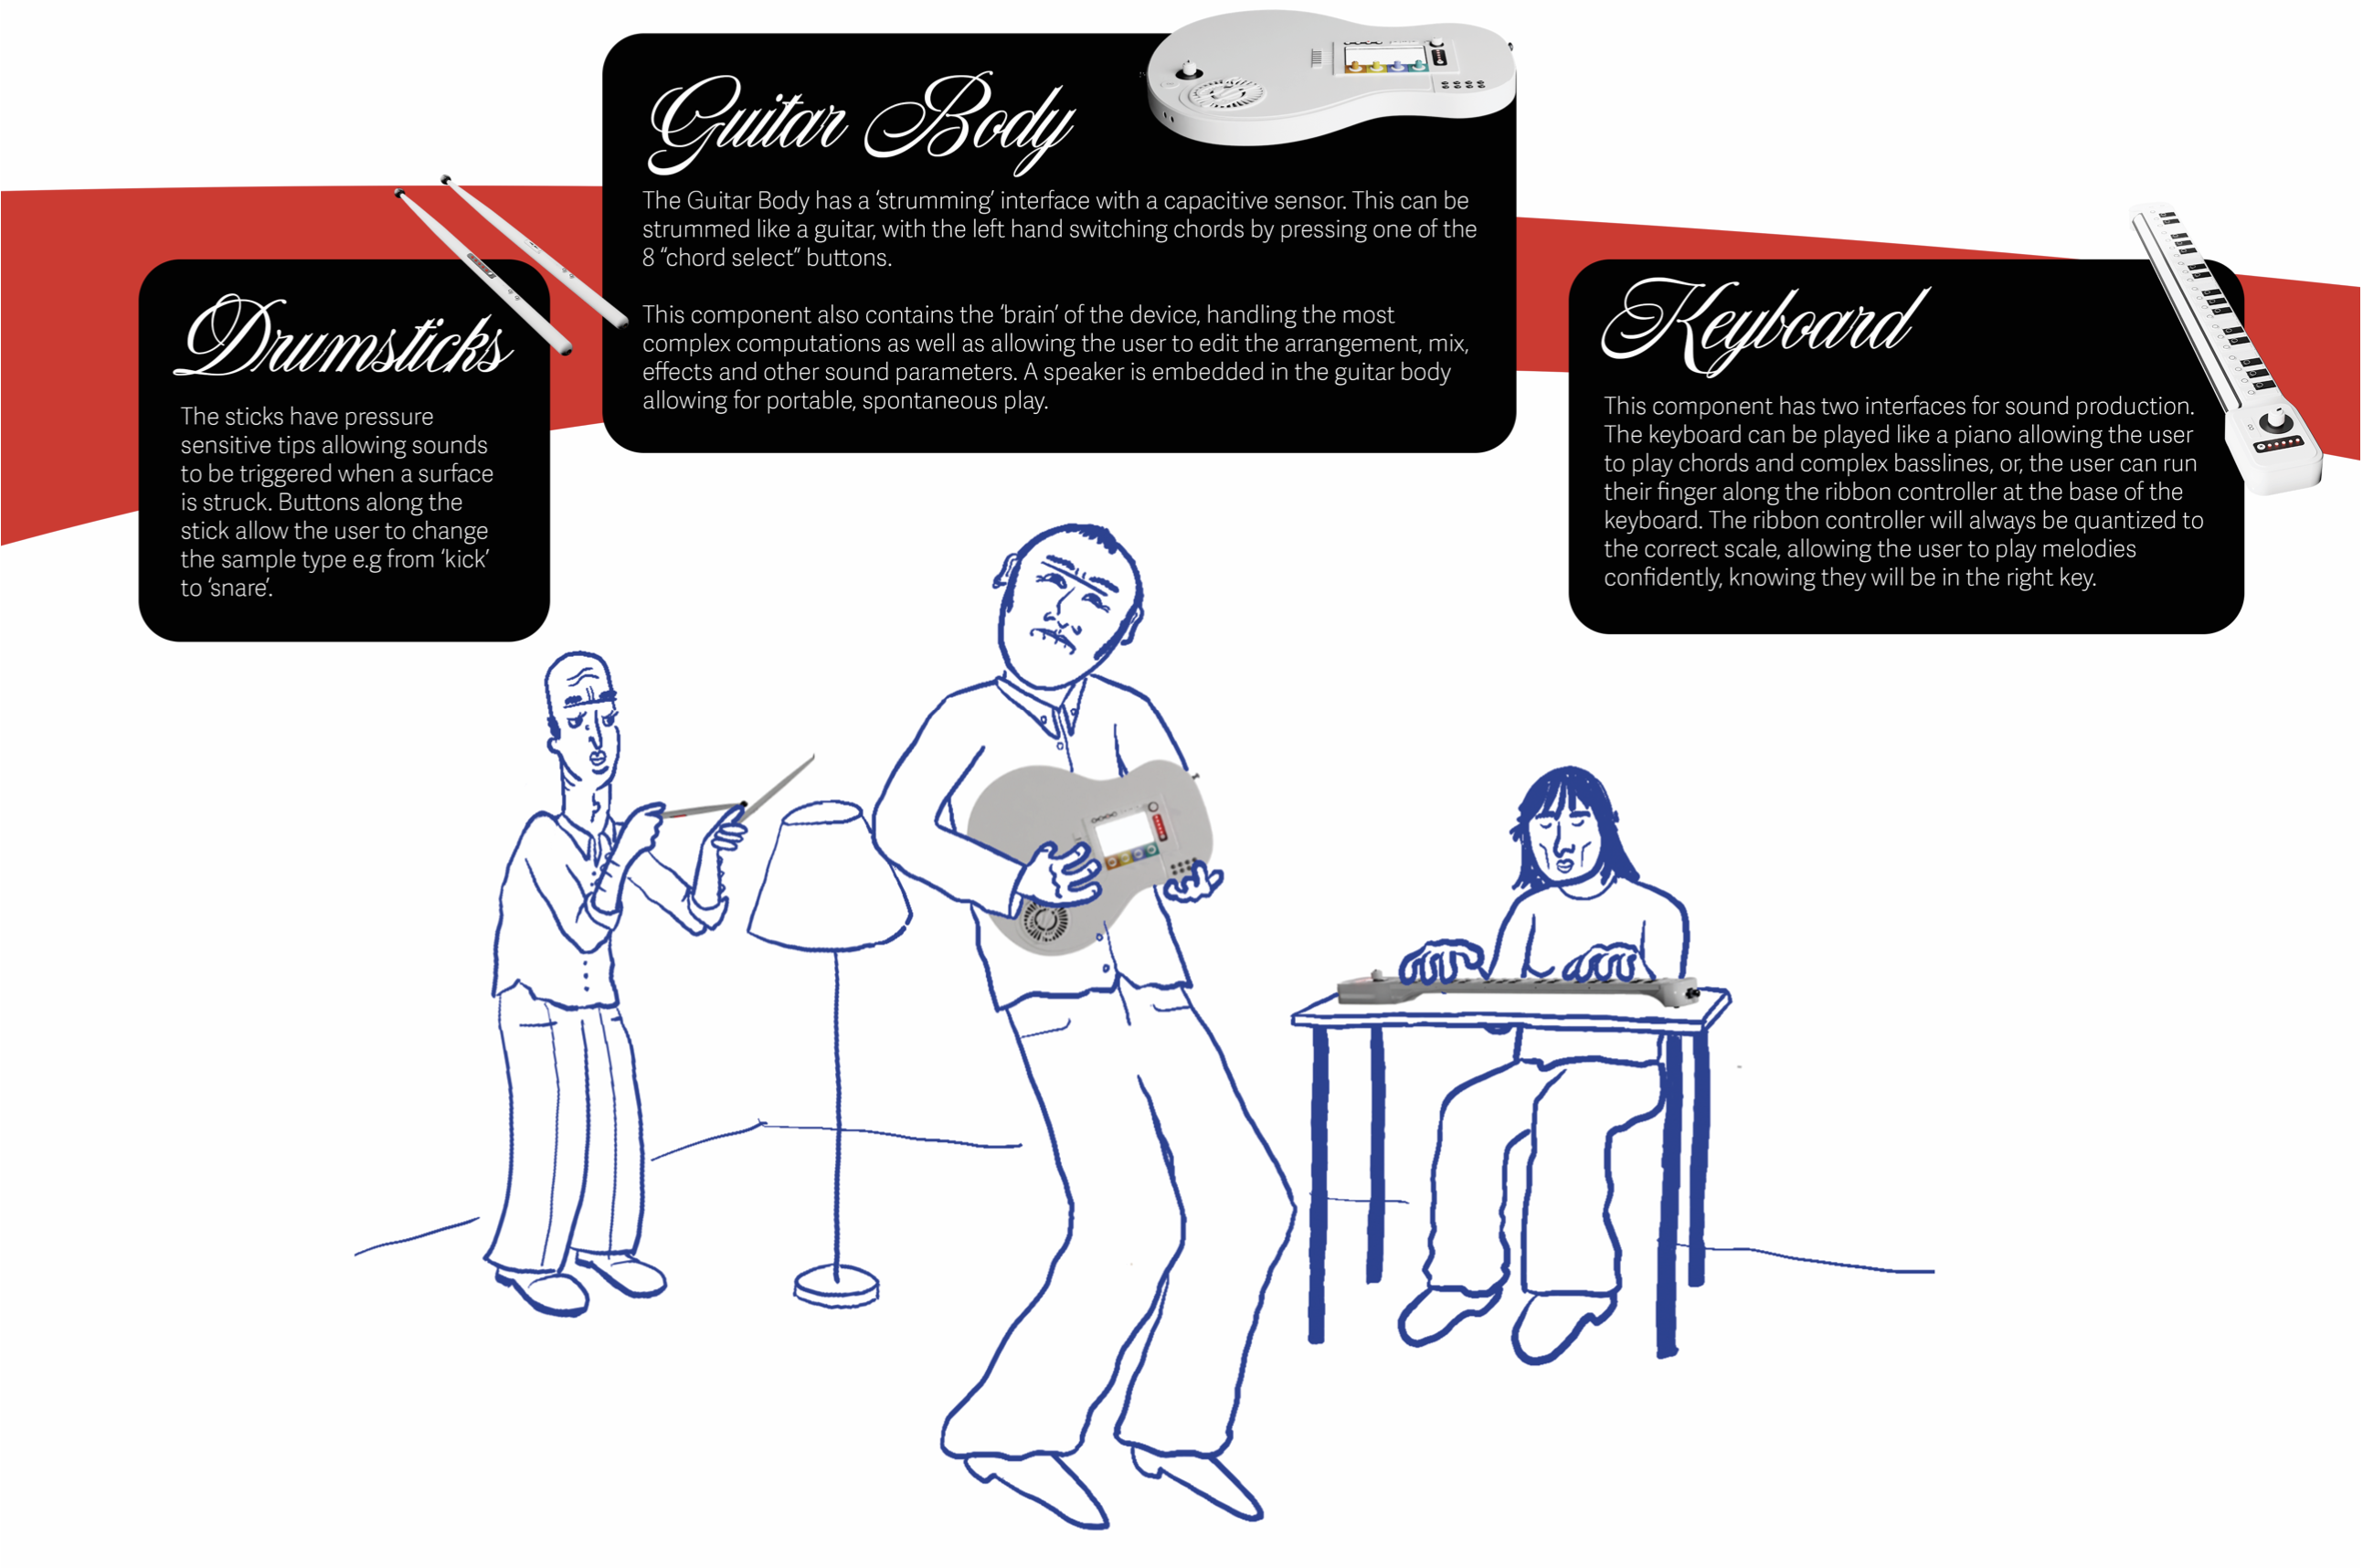 Drumsticks
The sticks have pressure
sensitive tips allowing sounds
to be triggered when a surface
is struck. Buttons along the
stick allow the user to change
the sample type e.g from ‘kick’
to ‘snare’.
Guitar Body
The Guitar Body has a ‘strumming’ interface with a capacitive sensor. This can be
strummed like a guitar, with the left hand switching chords by pressing one of the
8 “chord select” buttons.
This component also contains the ‘brain’ of the device, handling the most
complex computations as well as allowing the user to edit the arrangement, mix,
effects and other sound parameters. A speaker is embedded in the guitar body
allowing for portable, spontaneous play.
Keyboard
This component has two interfaces for sound production.
The keyboard can be played like a piano allowing the user
to play chords and complex basslines, or, the user can run
their finger along the ribbon controller at the base of the
keyboard. The ribbon controller will always be quantized to
the correct scale, allowing the user to play melodies
confidently, knowing they will be in the right key.